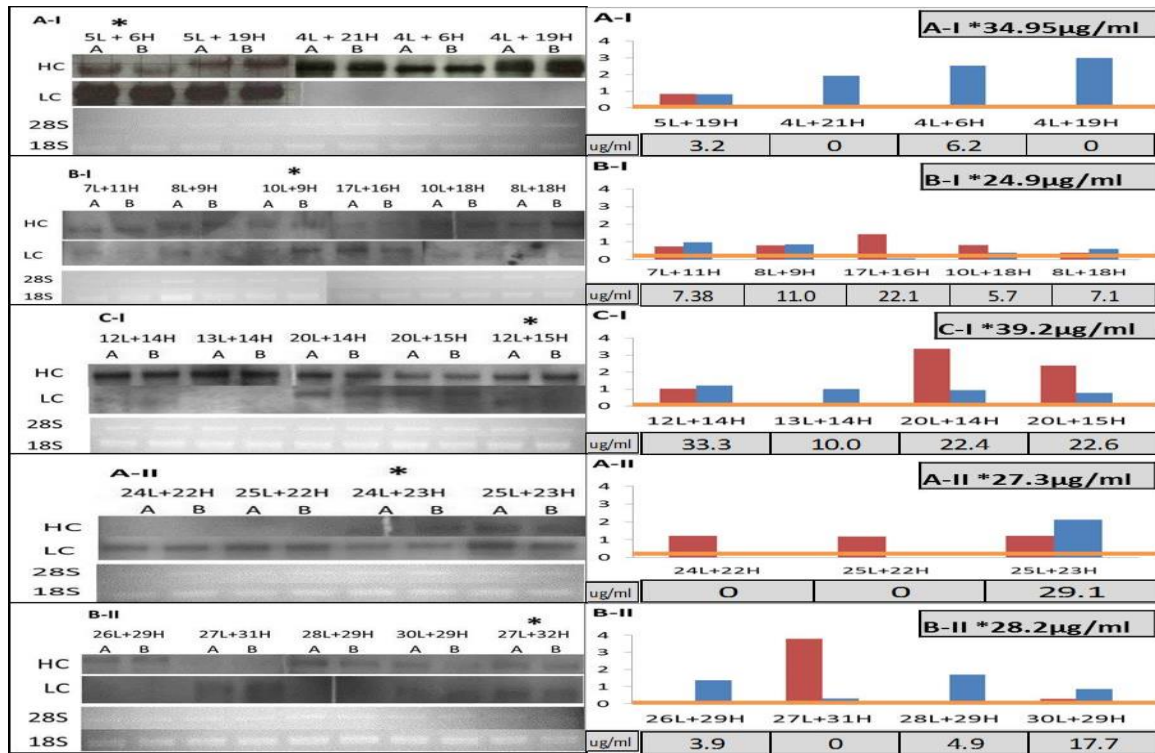 A-I
*
5L + 6H 5L + 19H 4L + 21H 4L + 6H 4L + 19H
A B A B A B A B A B
HC
LC
28S
18S
A-I
A-I *34.95µg/ml
4
3
2
1
0
5L+19H 4L+21H 4L+6H 4L+19H
ug/ml 3.2 0 6.2 0
B-I
*
7L+11H 8L+9H 10L+9H 17L+16H 10L+18H 8L+18H
A B A B A B A B A B A B
HC
LC
28S
18S
B-I
B-I *24.9µg/ml
4
3
2
1
0
7L+11H 8L+9H 17L+16H 10L+18H 8L+18H
ug/ml 7.38 11.0 22.1 5.7 7.1
C-I
*
12L+14H 13L+14H 20L+14H 20L+15H 12L+15H
A B A B A B A B A B
HC
LC
28S
18S
C-I
C-I *39.2µg/ml
4
3
2
1
0
12L+14H 13L+14H 20L+14H 20L+15H
ug/ml 33.3 10.0 22.4 22.6
A-II
*
24L+22H 25L+22H 24L+23H 25L+23H
A B A B A B A B
HC
LC
28S
18S
A-II
A-II *27.3µg/ml
4
3
2
1
0
24L+22H 25L+22H 25L+23H
ug/ml 0 0 29.1
B-II
*
26L+29H 27L+31H 28L+29H 30L+29H 27L+32H
A B A B A B A B A B
HC
LC
28S
18S
B-II
B-II *28.2µg/ml
4
3
2
1
0
26L+29H 27L+31H 28L+29H 30L+29H
ug/ml 3.9 0 4.9 17.7